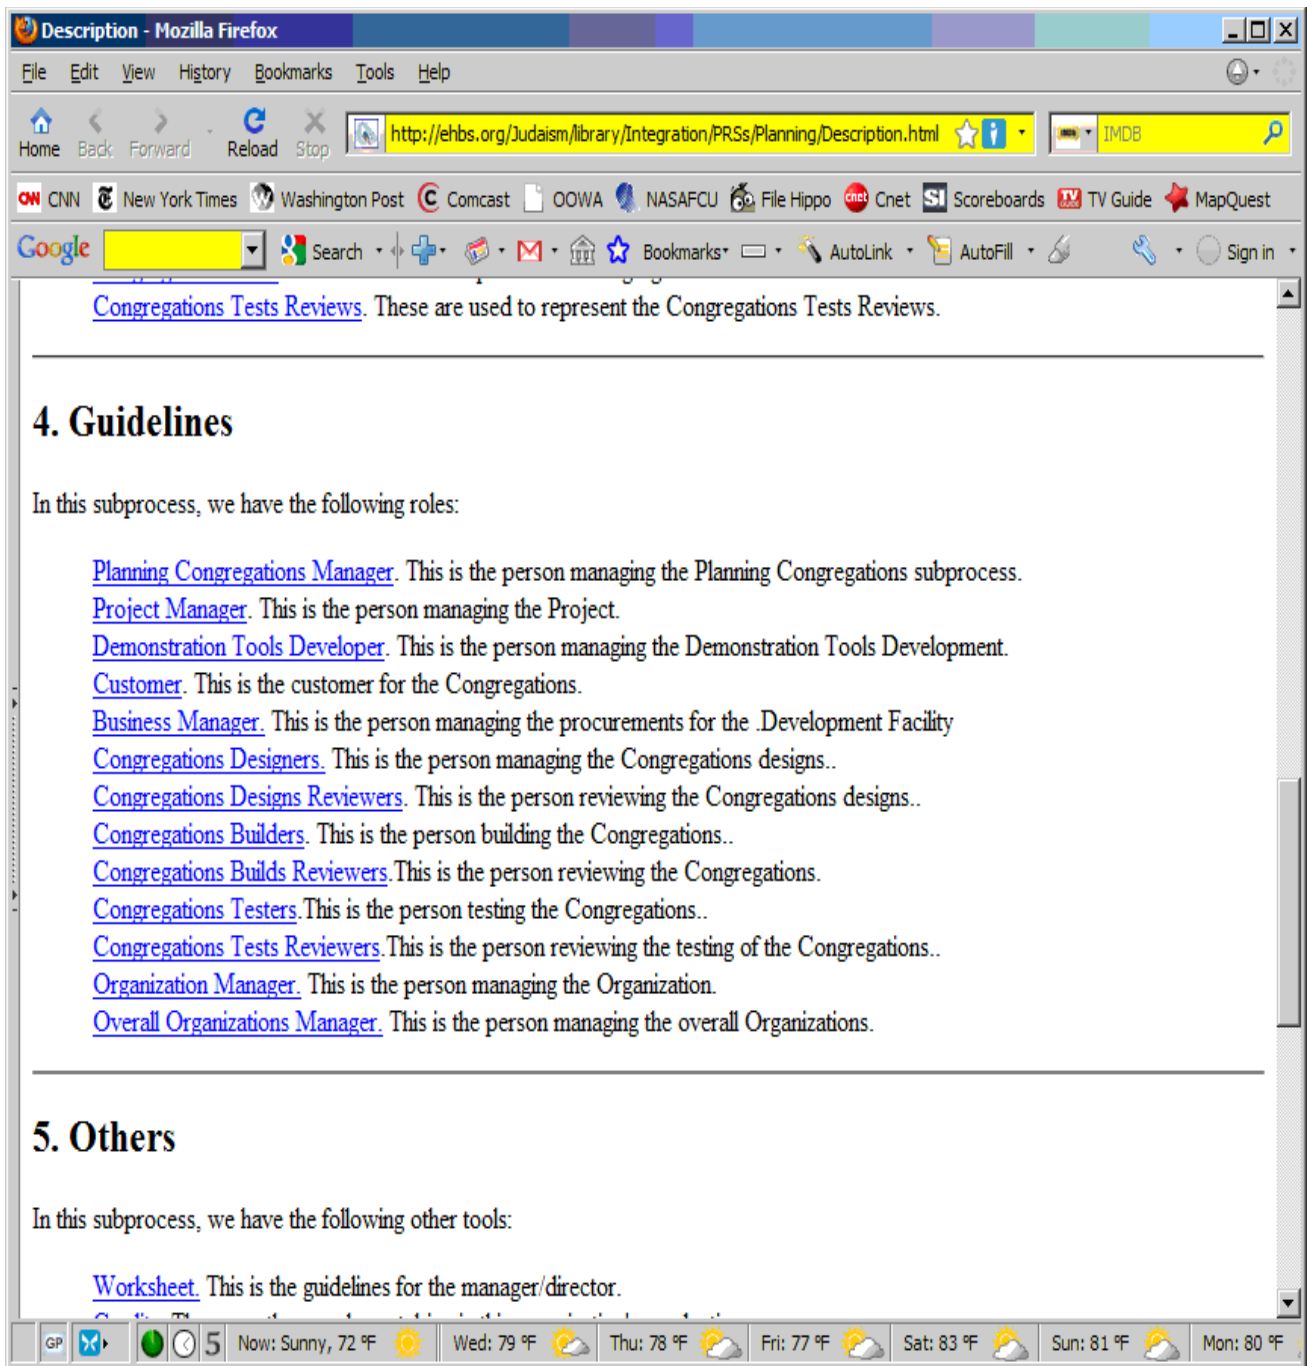 Description - Mozilla Firefox
File Edit View History Bookmarks Tools Help
Home Back Forward Reload Stop http://ehbs.org/Judaism/library/Integration/PRSs/Planning/Description.html IMDB
CNN CNN New York Times Washington Post Comcast OOWA NASAFCU File Hippo cnet Cnet SI Scoreboards TV Guide MapQuest
Google Search Bookmarks AutoLink AutoFill Sign in
Congregations Tests Reviews. These are used to represent the Congregations Tests Reviews.
4. Guidelines
In this subprocess, we have the following roles:
Planning Congregations Manager. This is the person managing the Planning Congregations subprocess.
Project Manager. This is the person managing the Project.
Demonstration Tools Developer. This is the person managing the Demonstration Tools Development.
Customer. This is the customer for the Congregations.
Business Manager. This is the person managing the procurements for the .Development Facility
Congregations Designers. This is the person managing the Congregations designs..
Congregations Designs Reviewers. This is the person reviewing the Congregations designs..
Congregations Builders. This is the person building the Congregations..
Congregations Builds Reviewers.This is the person reviewing the Congregations.
Congregations Testers.This is the person testing the Congregations..
Congregations Tests Reviewers.This is the person reviewing the testing of the Congregations..
Organization Manager. This is the person managing the Organization.
Overall Organizations Manager. This is the person managing the overall Organizations.
5. Others
In this subprocess, we have the following other tools:
Worksheet. This is the guidelines for the manager/director.
GP 5 Now: Sunny, 72 °F Wed: 79 °F Thu: 78 °F Fri: 77 °F Sat: 83 °F Sun: 81 °F Mon: 80 °F